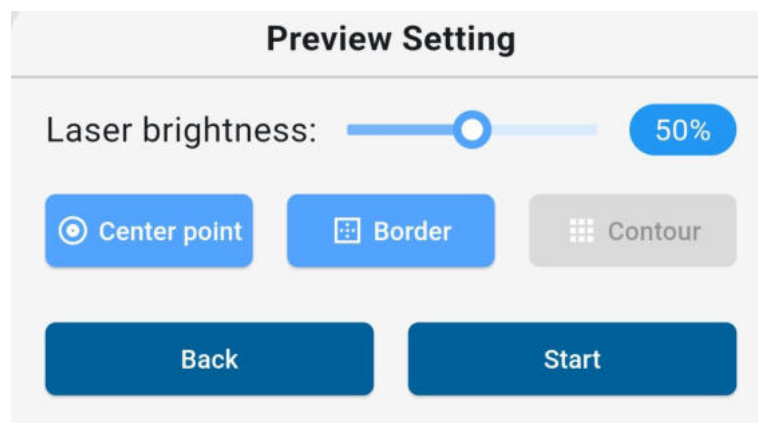 Preview Setting
Laser brightness: 50%
Center point Border Contour
Back Start